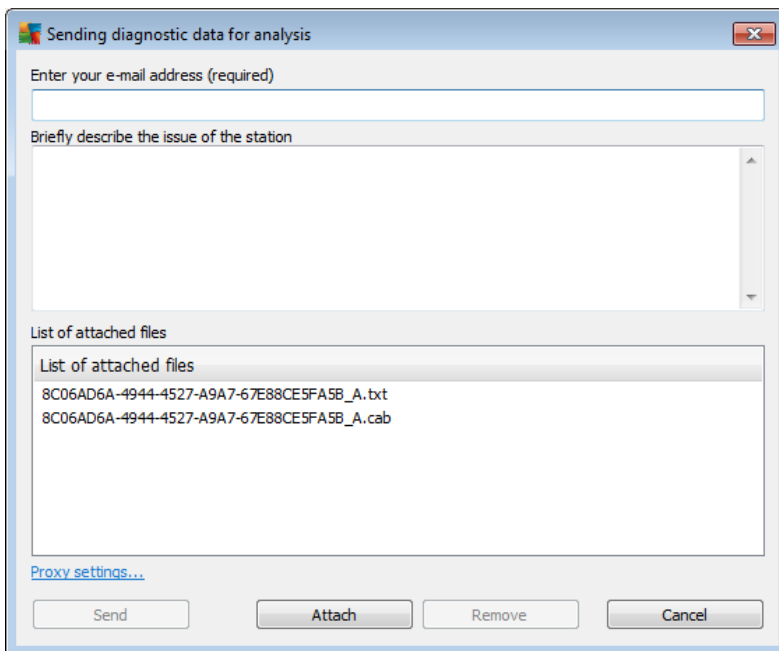 Sending diagnostic data for analysis
Enter your e-mail address (required)
Briefly describe the issue of the station
List of attached files
List of attached files
8C06AD6A-4944-4527-A9A7-67E88CE5FA5B_A.txt
8C06AD6A-4944-4527-A9A7-67E88CE5FA5B_A.cab
Proxy settings...
Send Attach Remove Cancel